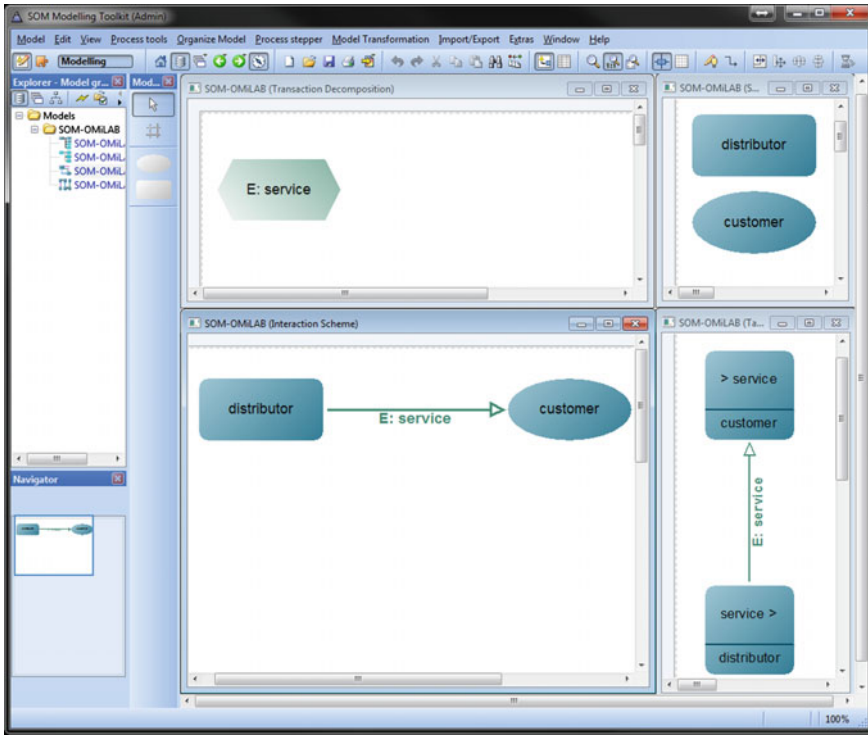 SOM Modelling Toolkit (Admin)
Model Edit View Process tools Organize Model Process stepper Model Transformation Import/Export Extras Window Help
Modelling
Explorer - Model gr...
Mod...
Models
SOM-OMiLAB
SOM-OMiL
SOM-OMiL
SOM-OMiL
SOM-OMiL
Navigator
SOM-OMiLAB (Transaction Decomposition)
E: service
SOM-OMiLAB (S...
distributor
customer
SOM-OMiLAB (Interaction Scheme)
distributor
E: service
customer
SOM-OMiLAB (Ta...
> service
customer
E: service
service >
distributor
100%